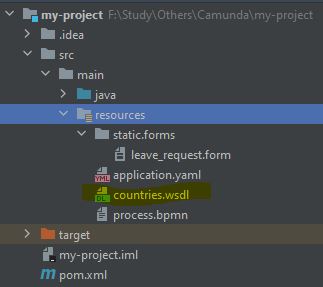 my-project F:\Study\Others\Camunda\my-project
.idea
src
main
java
resources
static.forms
leave_request.form
YML application.yaml
countries.wsdl
process.bpmn
target
my-project.iml
m pom.xml